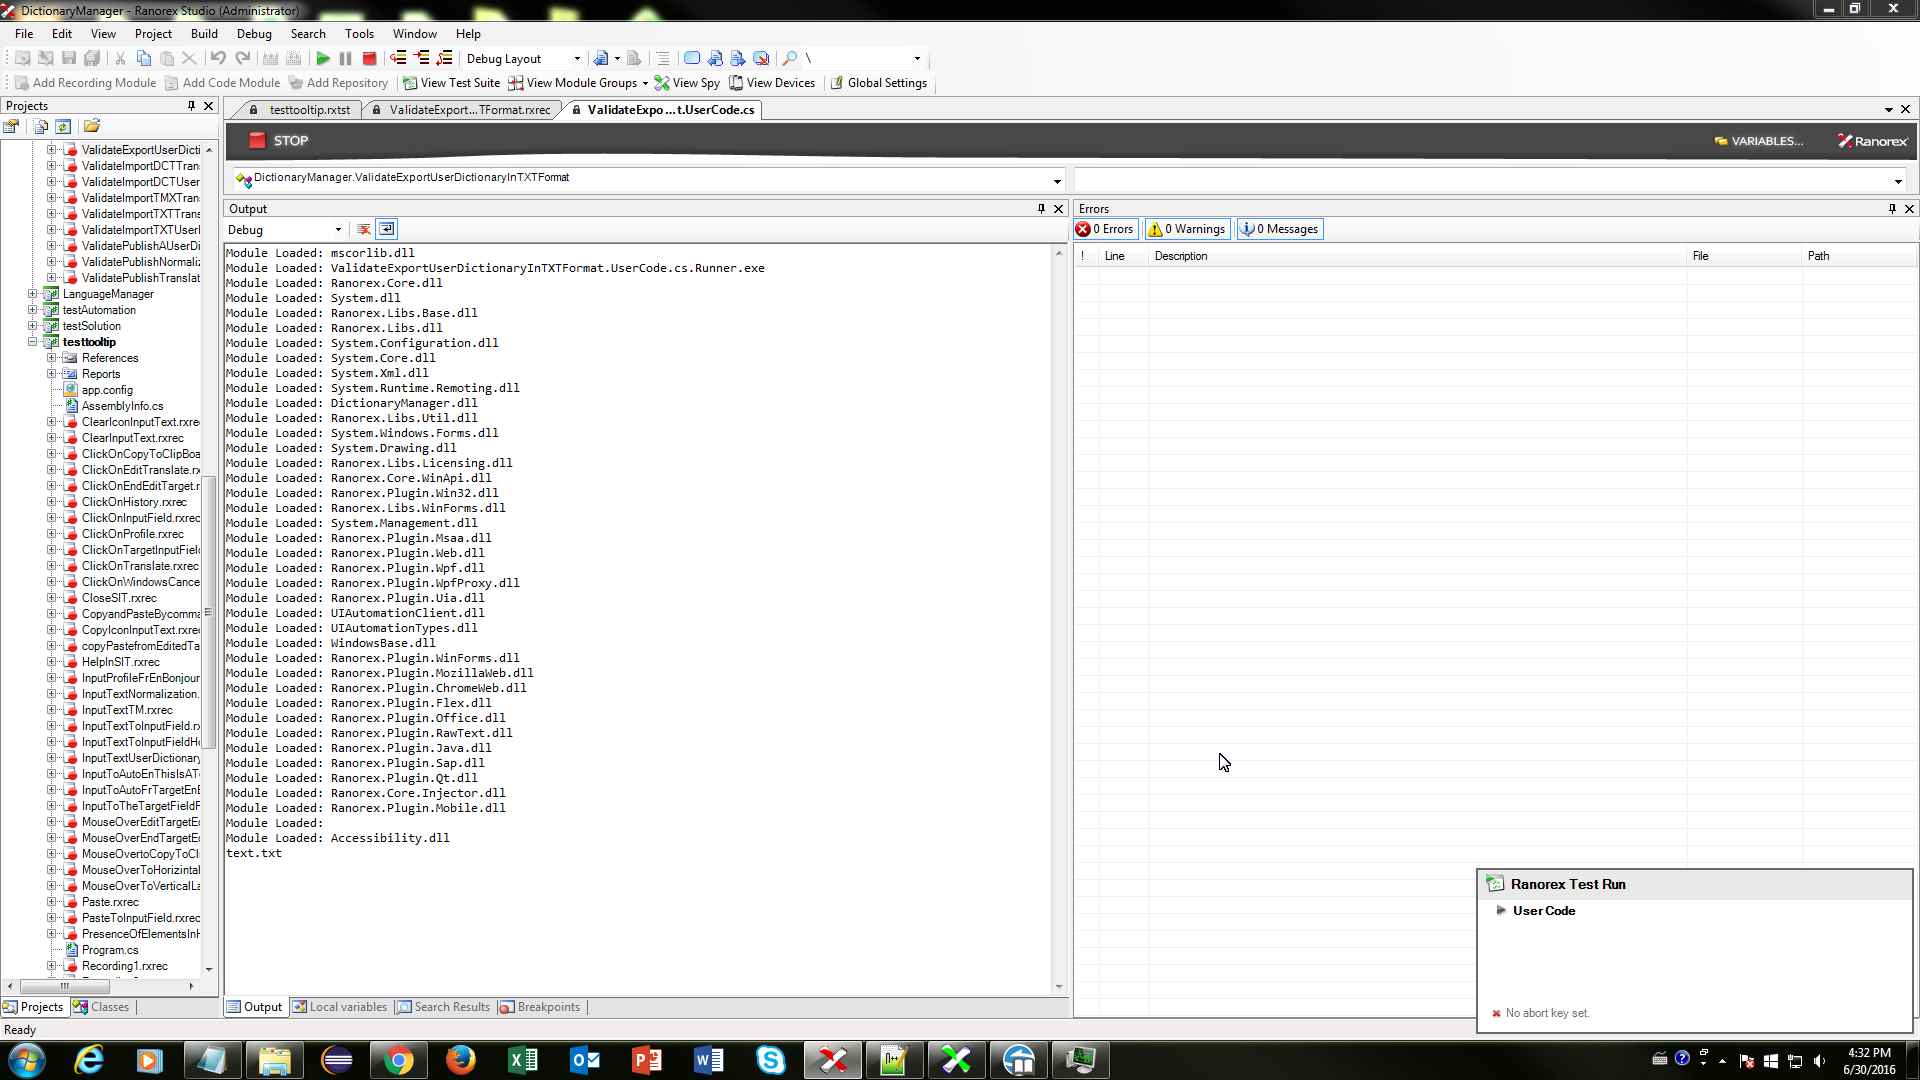 DictionaryManager - Ranorex Studio (Administrator)
File Edit View Project Build Debug Search Tools Window Help
Debug Layout \
Add Recording Module Add Code Module Add Repository View Test Suite View Module Groups View Spy View Devices Global Settings
Projects
testtooltip.rxtst ValidateExport...TFormat.rxrec ValidateExpo...t.UserCode.cs
STOP VARIABLES... Ranorex
DictionaryManager.ValidateExportUserDictionaryInTXTFormat
ValidateExportUserDicti
ValidateImportDCTTran
ValidateImportDCTUser
ValidateImportTMXTran
ValidateImportTXTTrans
ValidateImportTXTUserI
ValidatePublishAUserDi
ValidatePublishNormaliz
ValidatePublishTranslat
LanguageManager
testAutomation
testSolution
testtooltip
References
Reports
app.config
AssemblyInfo.cs
ClearIconInputText.rxre
ClearInputText.rxrec
ClickOnCopyToClipBoa
ClickOnEditTranslate.rx
ClickOnEndEditTarget.r
ClickOnHistory.rxrec
ClickOnInputField.rxrec
ClickOnProfile.rxrec
ClickOnTargetInputField
ClickOnTranslate.rxrec
ClickOnWindowsCance
CloseSIT.rxrec
CopyandPasteBycomma
CopyIconInputText.rxrec
copyPastefromEditedTa
HelpInSIT.rxrec
InputProfileFrEnBonjour
InputTextNormalization.
InputTextTM.rxrec
InputTextToInputField.rx
InputTextToInputFieldHo
InputTextUserDictionary
InputToAutoEnThisIsAT
InputToAutoFrTargetEnB
InputToTheTargetFieldF
MouseOverEditTargetEd
MouseOverEndTargetEd
MouseOvertoCopyToCl
MouseOverToHorizintal
MouseOverToVerticalLa
Paste.rxrec
PasteToInputField.rxrec
PresenceOfElementsInH
Program.cs
Recording1.rxrec
Projects Classes
Output
Debug
Module Loaded: mscorlib.dll
Module Loaded: ValidateExportUserDictionaryInTXTFormat.UserCode.cs.Runner.exe
Module Loaded: Ranorex.Core.dll
Module Loaded: System.dll
Module Loaded: Ranorex.Libs.Base.dll
Module Loaded: Ranorex.Libs.dll
Module Loaded: System.Configuration.dll
Module Loaded: System.Core.dll
Module Loaded: System.Xml.dll
Module Loaded: System.Runtime.Remoting.dll
Module Loaded: DictionaryManager.dll
Module Loaded: Ranorex.Libs.Util.dll
Module Loaded: System.Windows.Forms.dll
Module Loaded: System.Drawing.dll
Module Loaded: Ranorex.Libs.Licensing.dll
Module Loaded: Ranorex.Core.WinApi.dll
Module Loaded: Ranorex.Plugin.Win32.dll
Module Loaded: Ranorex.Libs.WinForms.dll
Module Loaded: System.Management.dll
Module Loaded: Ranorex.Plugin.Msaa.dll
Module Loaded: Ranorex.Plugin.Web.dll
Module Loaded: Ranorex.Plugin.Wpf.dll
Module Loaded: Ranorex.Plugin.WpfProxy.dll
Module Loaded: Ranorex.Plugin.Uia.dll
Module Loaded: UIAutomationClient.dll
Module Loaded: UIAutomationTypes.dll
Module Loaded: WindowsBase.dll
Module Loaded: Ranorex.Plugin.WinForms.dll
Module Loaded: Ranorex.Plugin.MozillaWeb.dll
Module Loaded: Ranorex.Plugin.ChromeWeb.dll
Module Loaded: Ranorex.Plugin.Flex.dll
Module Loaded: Ranorex.Plugin.Office.dll
Module Loaded: Ranorex.Plugin.RawText.dll
Module Loaded: Ranorex.Plugin.Java.dll
Module Loaded: Ranorex.Plugin.Sap.dll
Module Loaded: Ranorex.Plugin.Qt.dll
Module Loaded: Ranorex.Core.Injector.dll
Module Loaded: Ranorex.Plugin.Mobile.dll
Module Loaded:
Module Loaded: Accessibility.dll
text.txt
Output Local variables Search Results Breakpoints
Errors
0 Errors 0 Warnings 0 Messages
! Line Description File Path
Ranorex Test Run
User Code
No abort key set.
Ready
4:32 PM
6/30/2016